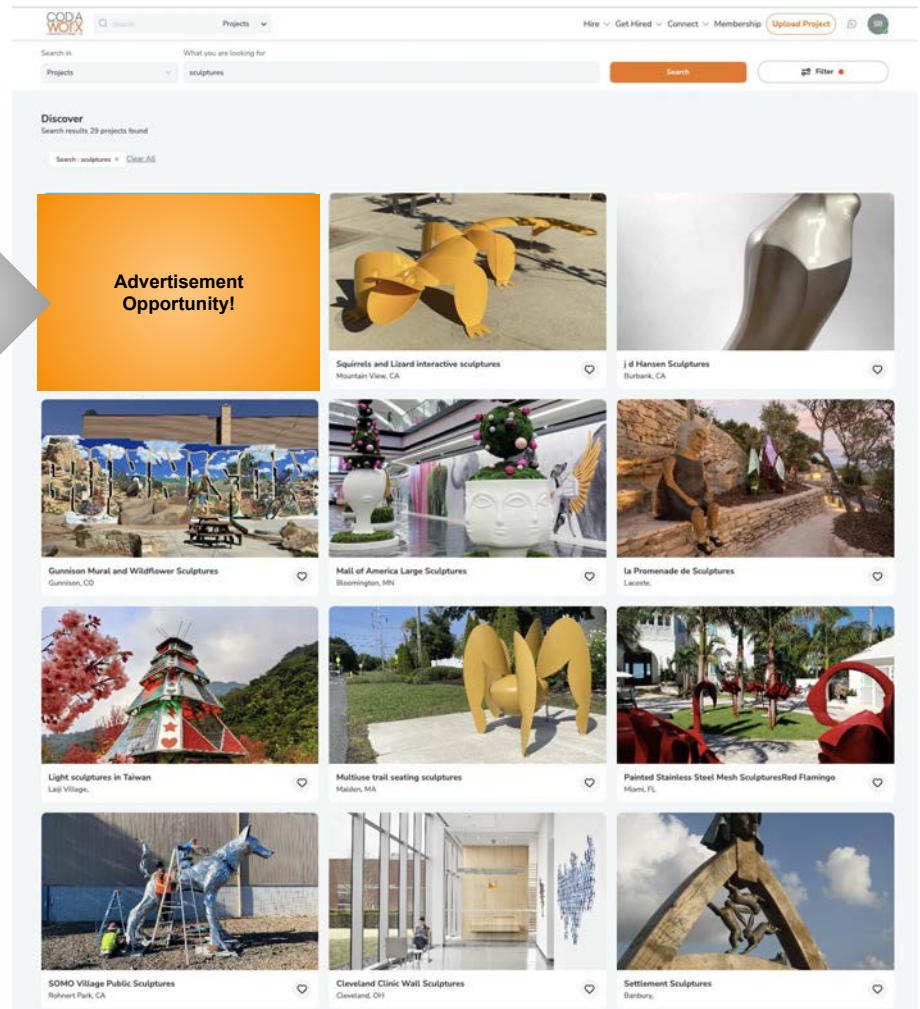 CODA
WORX
Search
Projects
Hire Get Hired Connect Membership Upload Project SB
Search in
What you are looking for
Projects
sculptures
Search
Filter
Discover
Search results 29 projects found
Search : sculptures × Clear All
Advertisement
Opportunity!
Squirrels and Lizard interactive sculptures
Mountain View, CA
j d Hansen Sculptures
Burbank, CA
GUNNISON
Gunnison Mural and Wildflower Sculptures
Gunnison, CO
Mall of America Large Sculptures
Bloomington, MN
la Promenade de Sculptures
Lacoste,
Light sculptures in Taiwan
Laiji Village,
Multiuse trail seating sculptures
Malden, MA
Painted Stainless Steel Mesh SculpturesRed Flamingo
Miami, FL
SOMO Village Public Sculptures
Rohnert Park, CA
Cleveland Clinic Wall Sculptures
Cleveland, OH
Settlement Sculptures
Banbury,